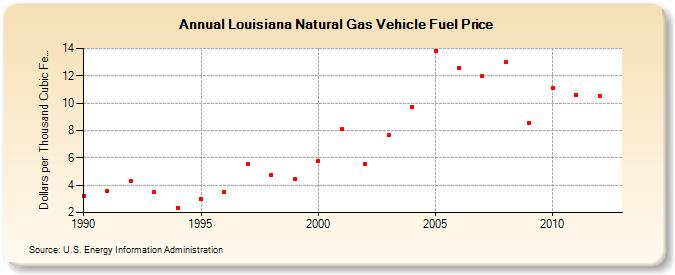 Annual Louisiana Natural Gas Vehicle Fuel Price
Dollars per Thousand Cubic Fe...
14
12
10
8
6
4
2
1990 1995 2000 2005 2010
Source: U.S. Energy Information Administration